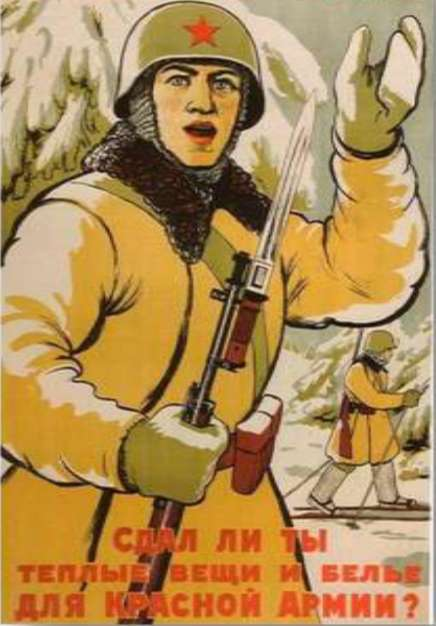 Сдал ли ты
теплые вещи и белье
для Красной Армии?